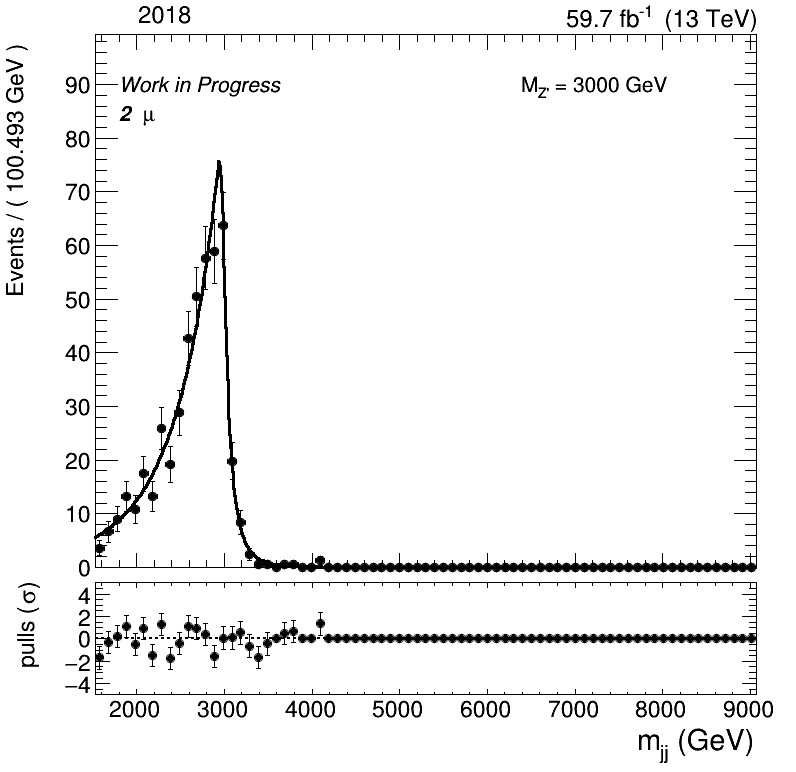 2018 59.7 fb⁻¹ (13 TeV)
Events / ( 100.493 GeV )
90
80
70
60
50
40
30
20
10
0
Work in Progress
2 μ
M_Z' = 3000 GeV
pulls (σ)
4
2
0
−2
−4
2000 3000 4000 5000 6000 7000 8000 9000
m_jj (GeV)